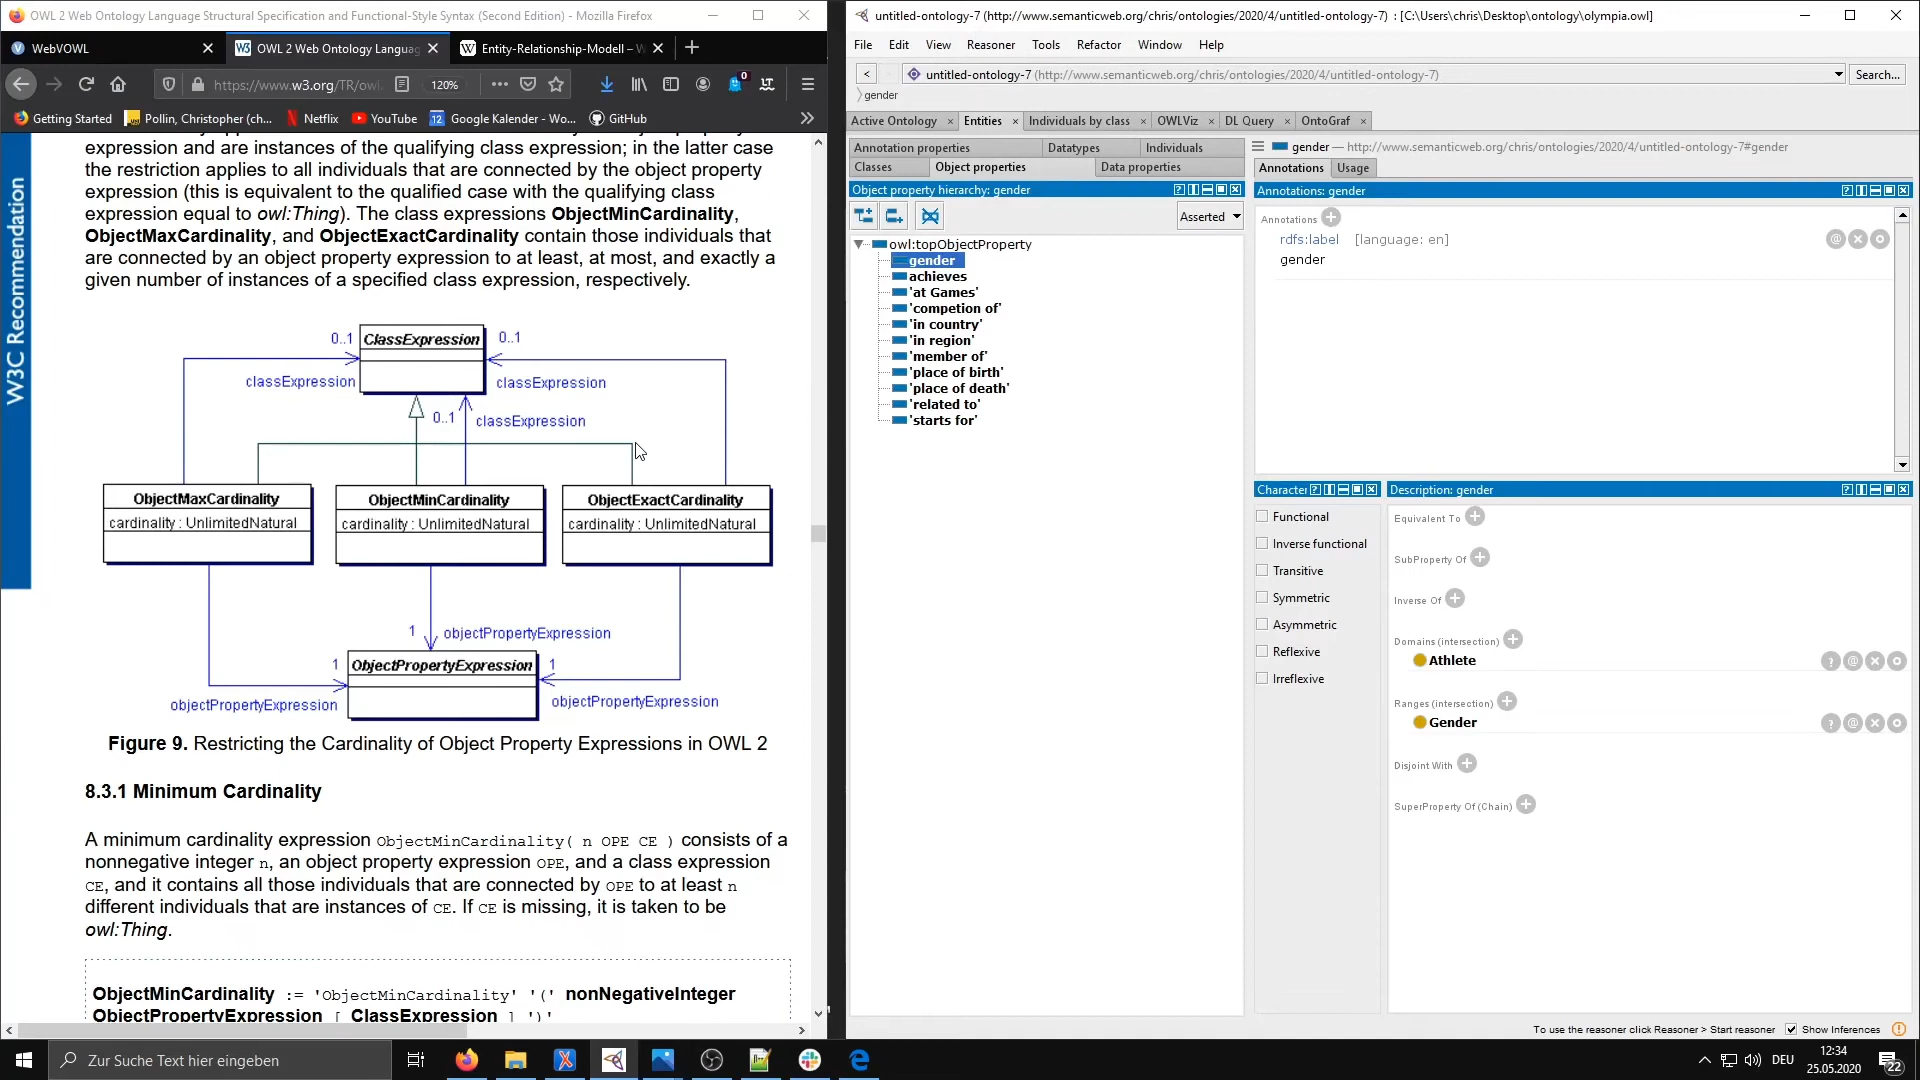 OWL 2 Web Ontology Language Structural Specification and Functional-Style Syntax (Second Edition) - Mozilla Firefox
WebVOWL
OWL 2 Web Ontology Langua
Entity-Relationship-Modell – W
https://www.w3.org/TR/owl
120%
0
Getting Started
Pollin, Christopher (ch...
Netflix
YouTube
Google Kalender - Wo...
GitHub
W3C Recommendation
expression and are instances of the qualifying class expression; in the latter case
the restriction applies to all individuals that are connected by the object property
expression (this is equivalent to the qualified case with the qualifying class
expression equal to owl:Thing). The class expressions ObjectMinCardinality,
ObjectMaxCardinality, and ObjectExactCardinality contain those individuals that
are connected by an object property expression to at least, at most, and exactly a
given number of instances of a specified class expression, respectively.
0..1
ClassExpression
0..1
classExpression
classExpression
0..1
classExpression
ObjectMaxCardinality
cardinality : UnlimitedNatural
ObjectMinCardinality
cardinality : UnlimitedNatural
ObjectExactCardinality
cardinality : UnlimitedNatural
1
objectPropertyExpression
1
ObjectPropertyExpression
1
objectPropertyExpression
objectPropertyExpression
Figure 9. Restricting the Cardinality of Object Property Expressions in OWL 2
8.3.1 Minimum Cardinality
A minimum cardinality expression ObjectMinCardinality( n OPE CE ) consists of a
nonnegative integer n, an object property expression OPE, and a class expression
CE, and it contains all those individuals that are connected by OPE to at least n
different individuals that are instances of CE. If CE is missing, it is taken to be
owl:Thing.
ObjectMinCardinality := 'ObjectMinCardinality' '(' nonNegativeInteger
ObjectPropertyExpression [ ClassExpression ] ')'
untitled-ontology-7 (http://www.semanticweb.org/chris/ontologies/2020/4/untitled-ontology-7) : [C:\Users\chris\Desktop\ontology\olympia.owl]
File
Edit
View
Reasoner
Tools
Refactor
Window
Help
<
untitled-ontology-7 (http://www.semanticweb.org/chris/ontologies/2020/4/untitled-ontology-7)
Search...
gender
Active Ontology
Entities
Individuals by class
OWLViz
DL Query
OntoGraf
Annotation properties
Datatypes
Individuals
Classes
Object properties
Data properties
Object property hierarchy: gender
Asserted
owl:topObjectProperty
gender
achieves
'at Games'
'competion of'
'in country'
'in region'
'member of'
'place of birth'
'place of death'
'related to'
'starts for'
gender — http://www.semanticweb.org/chris/ontologies/2020/4/untitled-ontology-7#gender
Annotations
Usage
Annotations: gender
Annotations
rdfs:label [language: en]
gender
Character
Functional
Inverse functional
Transitive
Symmetric
Asymmetric
Reflexive
Irreflexive
Description: gender
Equivalent To
SubProperty Of
Inverse Of
Domains (intersection)
Athlete
Ranges (intersection)
Gender
Disjoint With
SuperProperty Of (Chain)
To use the reasoner click Reasoner > Start reasoner
Show Inferences
Zur Suche Text hier eingeben
DEU
12:34
25.05.2020
22